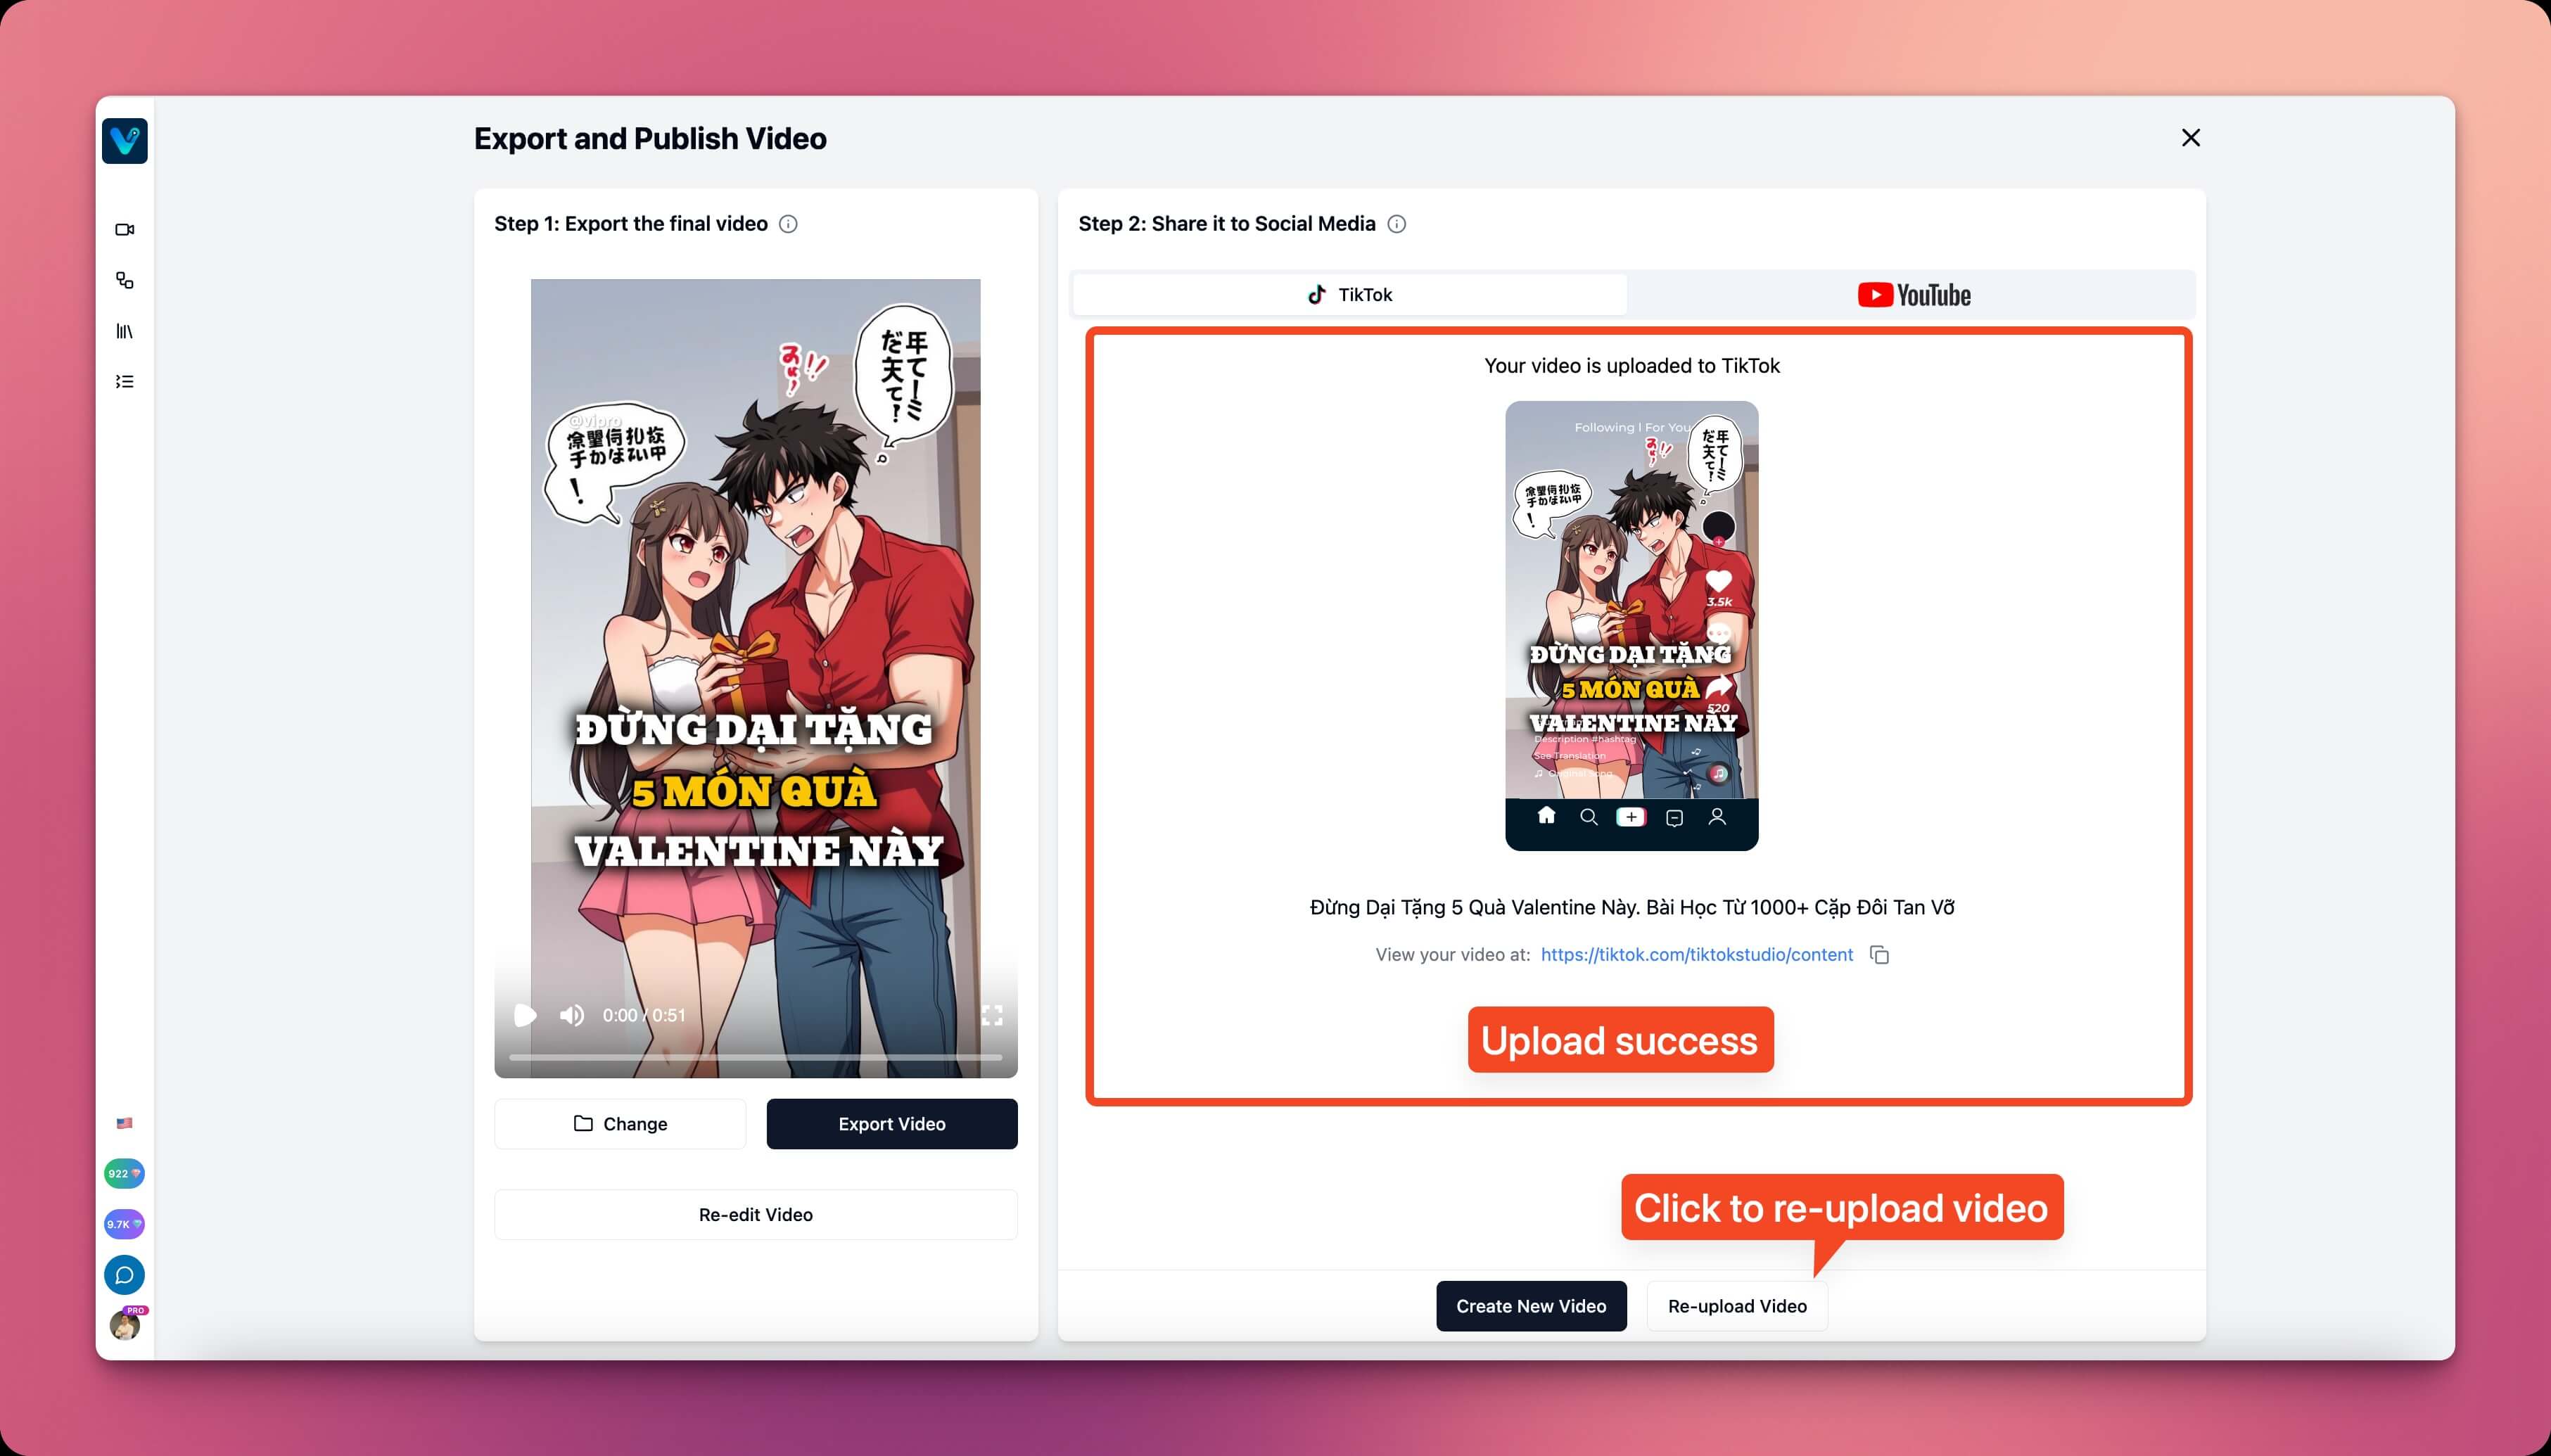 Export and Publish Video
Step 1: Export the final video
@vipro
ĐỪNG DẠI TẶNG
5 MÓN QUÀ
VALENTINE NÀY
0:00 / 0:51
Change
Export Video
Re-edit Video
Step 2: Share it to Social Media
TikTok
YouTube
Your video is uploaded to TikTok
Following | For You
3.5k
ĐỪNG DẠI TẶNG
5 MÓN QUÀ
520
VALENTINE NÀY
Description #hashtag
See Translation
Original Song
Đừng Dại Tặng 5 Quà Valentine Này. Bài Học Từ 1000+ Cặp Đôi Tan Vỡ
View your video at: https://tiktok.com/tiktokstudio/content
Upload success
Click to re-upload video
Create New Video
Re-upload Video
922
9.7K
PRO